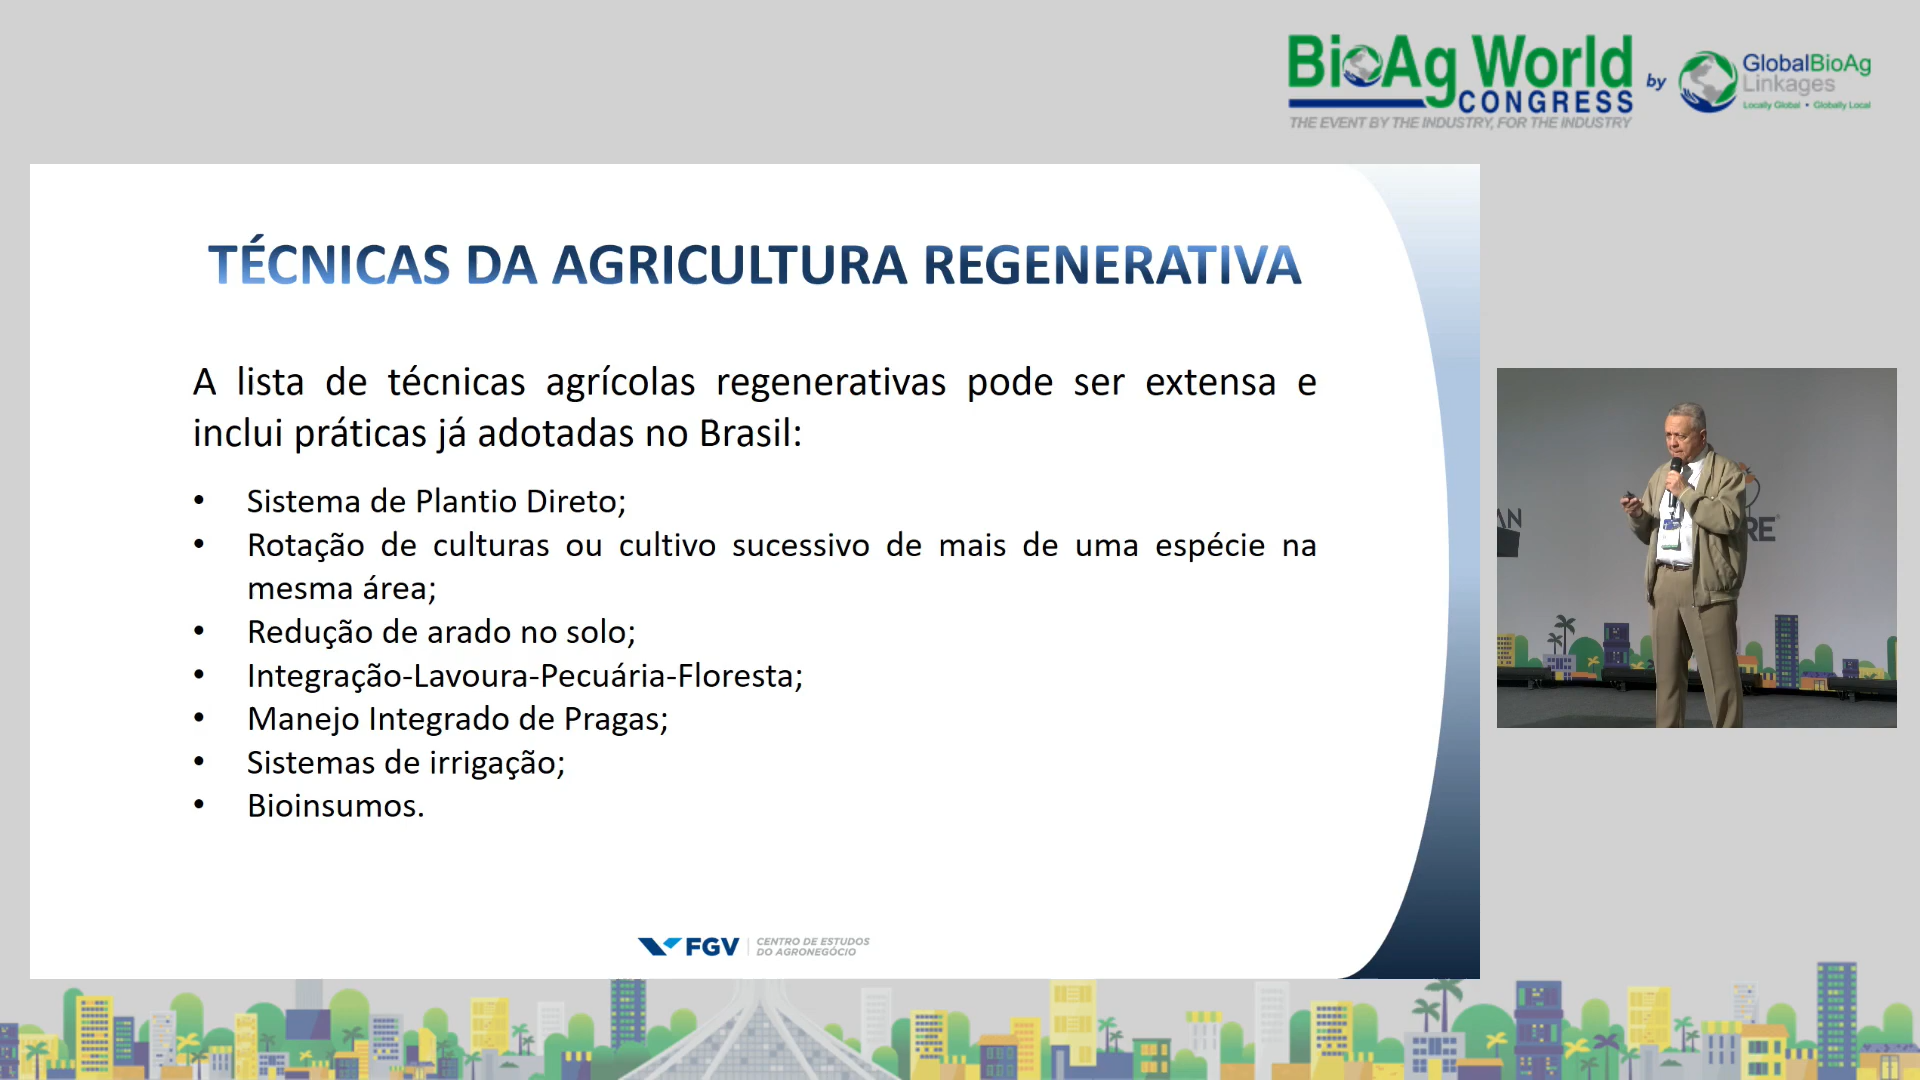 BioAg World
CONGRESS
THE EVENT BY THE INDUSTRY, FOR THE INDUSTRY
by
GlobalBioAg
Linkages
Locally Global • Globally Local
TÉCNICAS DA AGRICULTURA REGENERATIVA
A lista de técnicas agrícolas regenerativas pode ser extensa e
inclui práticas já adotadas no Brasil:
• Sistema de Plantio Direto;
• Rotação de culturas ou cultivo sucessivo de mais de uma espécie na
mesma área;
• Redução de arado no solo;
• Integração-Lavoura-Pecuária-Floresta;
• Manejo Integrado de Pragas;
• Sistemas de irrigação;
• Bioinsumos.
FGV
CENTRO DE ESTUDOS
DO AGRONEGÓCIO
AN
RE